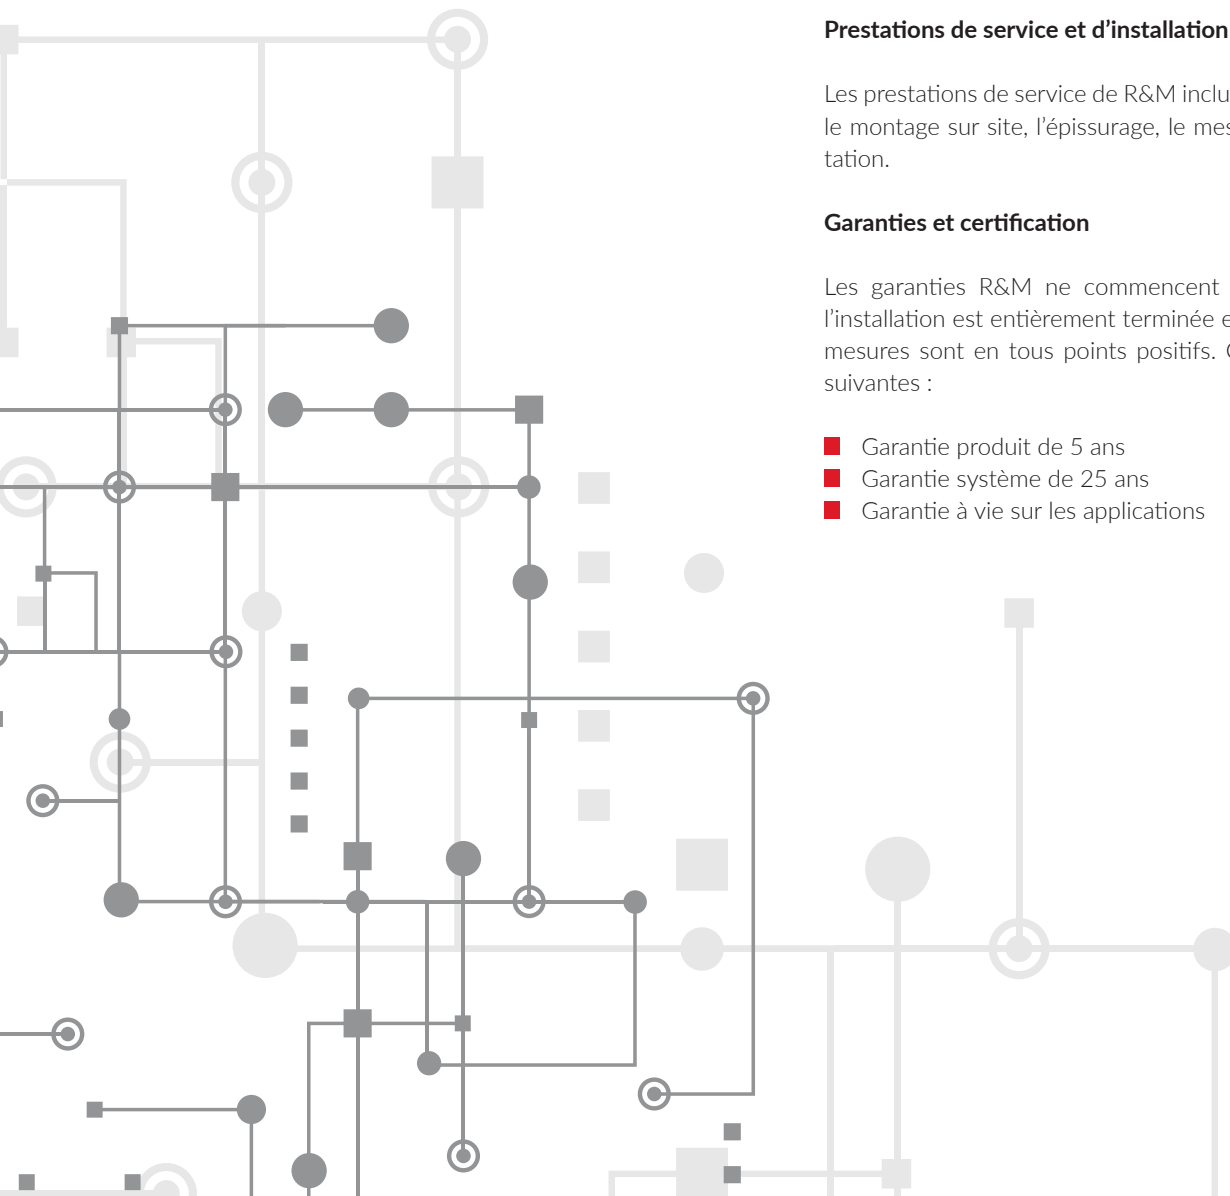 Prestations de service et d’installation
Les prestations de service de R&M
le montage sur site, l’épissurage, le
tation.
Garanties et certification
Les garanties R&M ne commencent
l’installation est entièrement terminée
mesures sont en tous points positifs.
suivantes :
Garantie produit de 5 ans
Garantie système de 25 ans
Garantie à vie sur les applications